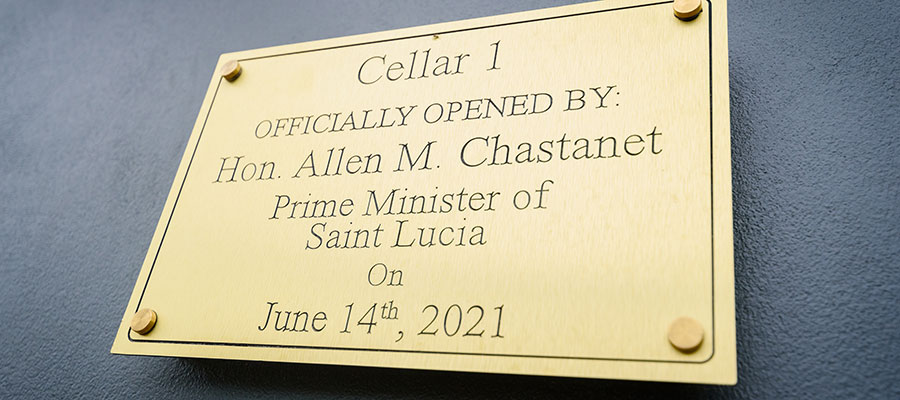 Cellar 1
OFFICIALLY OPENED BY:
Hon. Allen M. Chastanet
Prime Minister of
Saint Lucia
On
June 14th, 2021